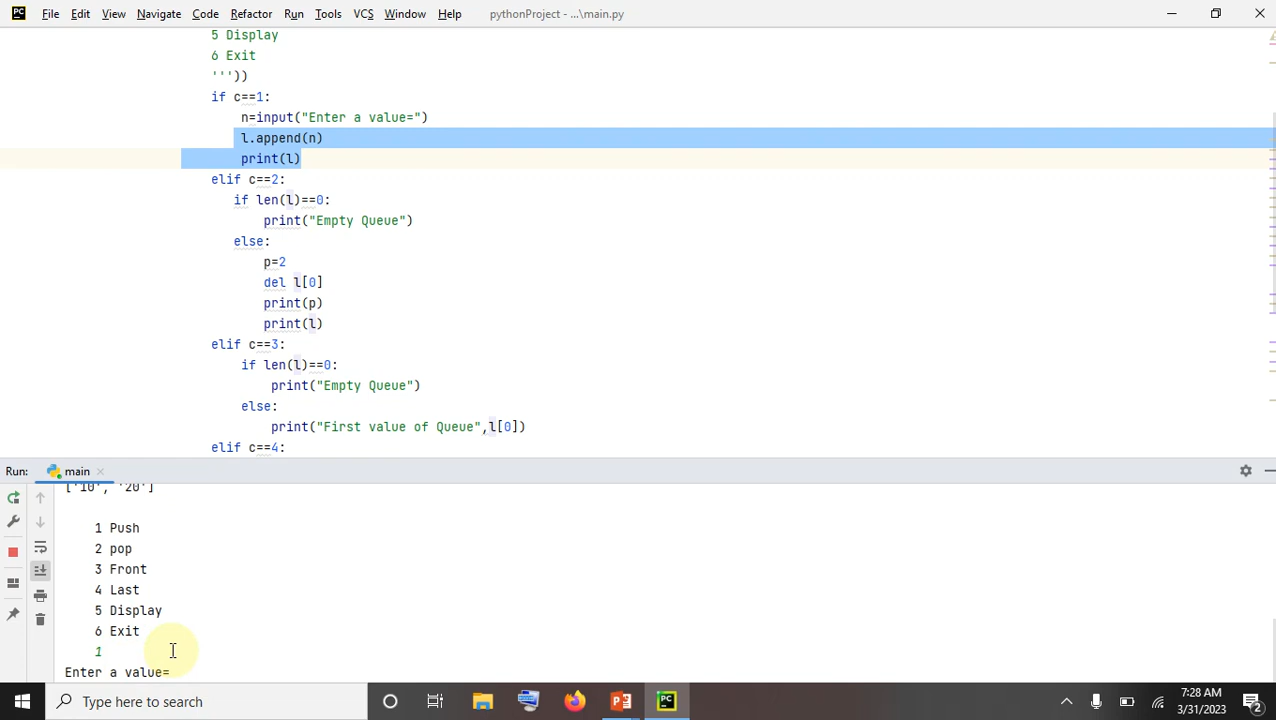 File Edit View Navigate Code Refactor Run Tools VCS Window Help pythonProject - ...\main.py
5 Display
6 Exit
'''))
if c==1:
n=input("Enter a value=")
l.append(n)
print(l)
elif c==2:
if len(l)==0:
print("Empty Queue")
else:
p=2
del l[0]
print(p)
print(l)
elif c==3:
if len(l)==0:
print("Empty Queue")
else:
print("First value of Queue",l[0])
elif c==4:
Run: main
['10', '20']
1 Push
2 pop
3 Front
4 Last
5 Display
6 Exit
1
Enter a value=
Type here to search
7:28 AM
3/31/2023
2